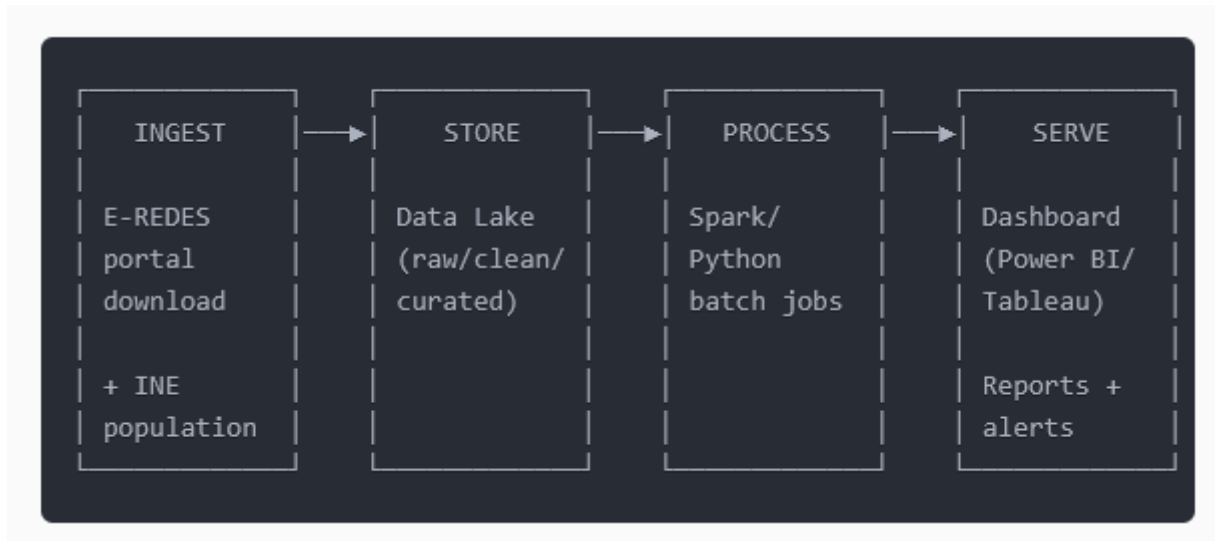 INGEST
E-REDES
portal
download
+ INE
population
STORE
Data Lake
(raw/clean/
curated)
PROCESS
Spark/
Python
batch jobs
SERVE
Dashboard
(Power BI/
Tableau)
Reports +
alerts